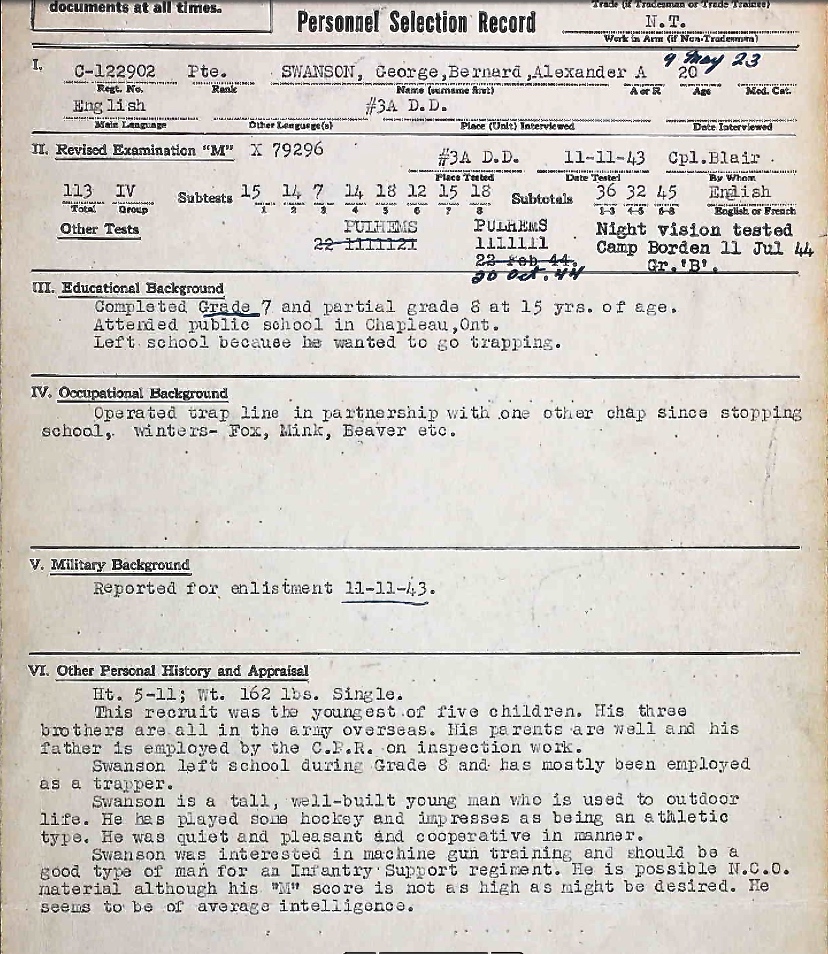 documents at all times.
Personnel Selection Record
Trade (if Tradesman or Trade Trainee)
N.T.
Work in Arm (if Non-Tradesman)
9 May 23
I. C-122902 Pte. SWANSON, George,Bernard ,Alexander A 20
Regt. No. Rank Name (surname first) A or R Age Med. Cat.
English #3A D.D.
Main Language Other Language(s) Place (Unit) Interviewed Date Interviewed
II. Revised Examination "M" X 79296 #3A D.D. 11-11-43 Cpl.Blair .
Place Tested Date Tested By Whom
113 IV Subtests 15 14 7 14 18 12 15 18 Subtotals 36 32 45 English
Total Group 1 2 3 4 5 6 7 8 1-3 4-5 6-8 English or French
Other Tests PULHEMS PULHEMS Night vision tested
22 1111121 1111111 Camp Borden 11 Jul 44
22 Feb 44. Gr.'B'.
20 Oct. 44
III. Educational Background
Completed Grade 7 and partial grade 8 at 15 yrs. of age.
Attended public school in Chapleau,Ont.
Left school because he wanted to go trapping.
IV. Occupational Background
Operated trap line in partnership with one other chap since stopping
school,. winters- Fox, Mink, Beaver etc.
V. Military Background
Reported for enlistment 11-11-43.
VI. Other Personal History and Appraisal
Ht. 5-11; Wt. 162 lbs. Single.
This recruit was the youngest of five children. His three
brothers are all in the army overseas. His parents are well and his
father is employed by the C.P.R. on inspection work.
Swanson left school during Grade 8 and has mostly been employed
as a trapper.
Swanson is a tall, well-built young man who is used to outdoor
life. He has played some hockey and impresses as being an athletic
type. He was quiet and pleasant and cooperative in manner.
Swanson was interested in machine gun training and should be a
good type of man for an Infantry Support regiment. He is possible N.C.O.
material although his "M" score is not as high as might be desired. He
seems to be of average intelligence.